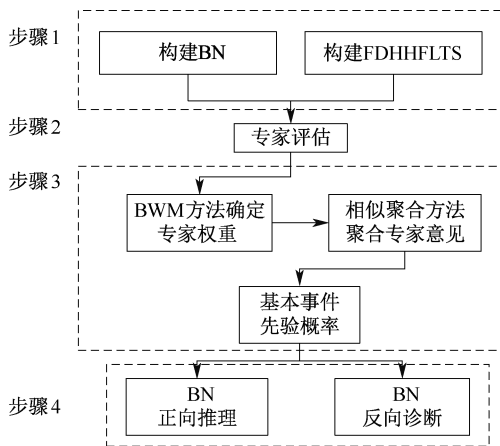 步骤1
构建BN
构建FDHHFLTS
步骤2
专家评估
步骤3
BWM方法确定
专家权重
相似聚合方法
聚合专家意见
基本事件
先验概率
步骤4
BN
正向推理
BN
反向诊断